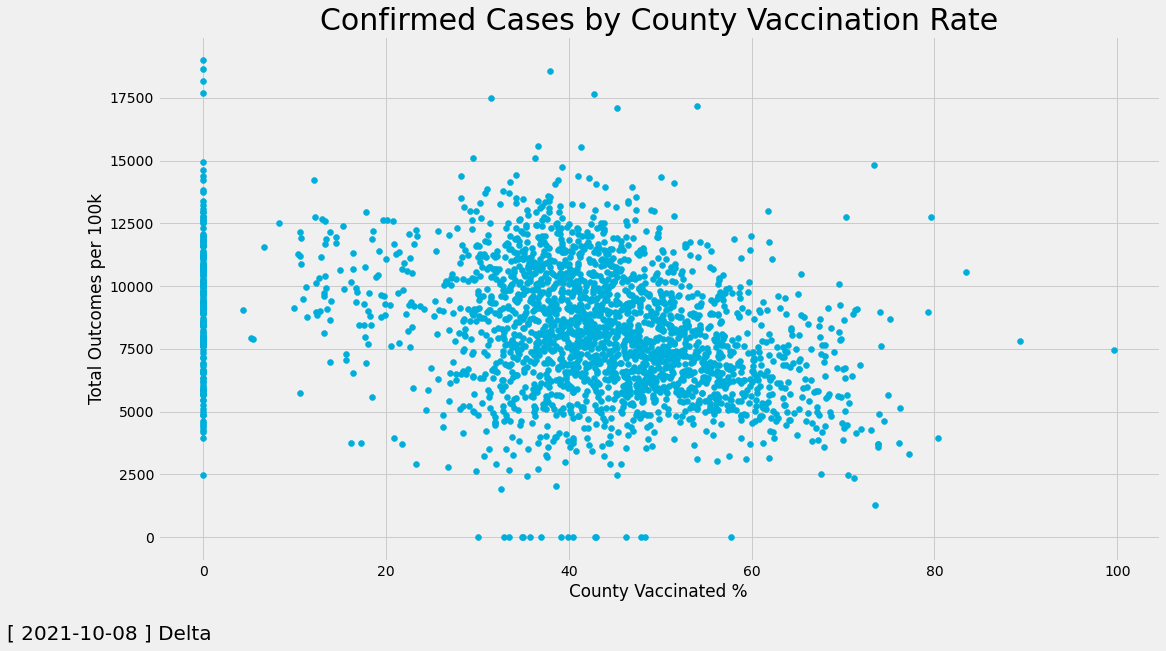 Confirmed Cases by County Vaccination Rate
Total Outcomes per 100k
17500
15000
12500
10000
7500
5000
2500
0
0 20 40 60 80 100
County Vaccinated %
[ 2021-10-08 ] Delta